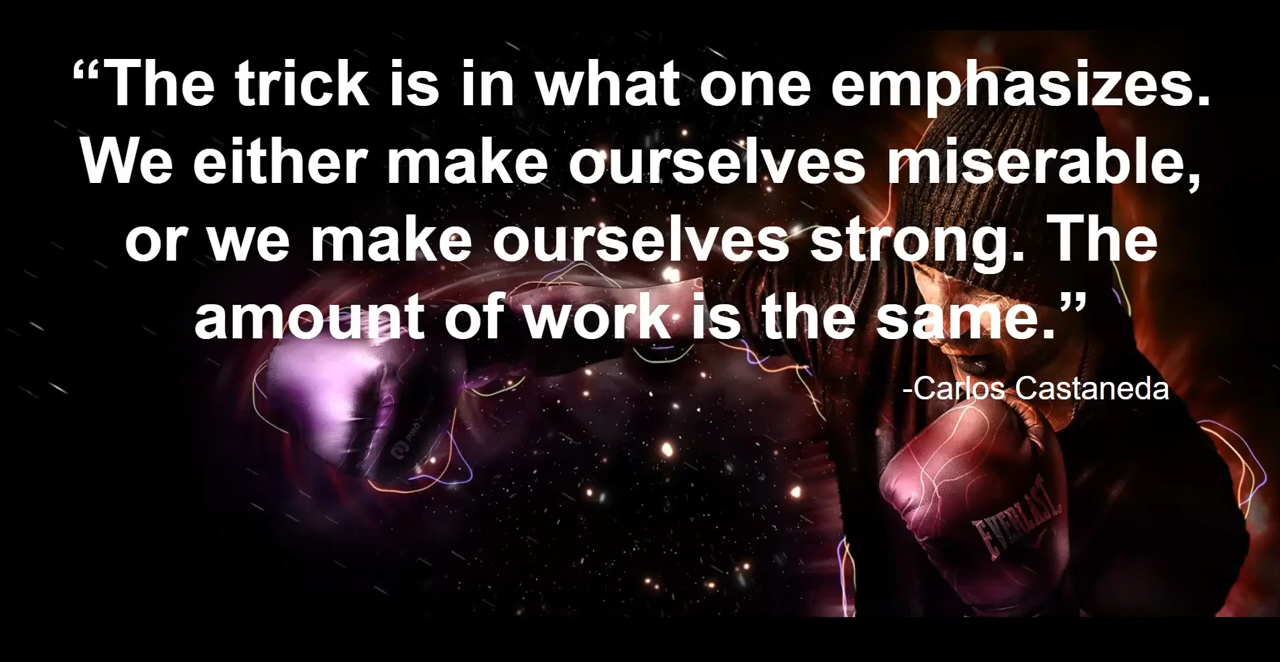 “The trick is in what one emphasizes.
We either make ourselves miserable,
or we make ourselves strong. The
amount of work is the same.”
-Carlos Castaneda
EVERLAST